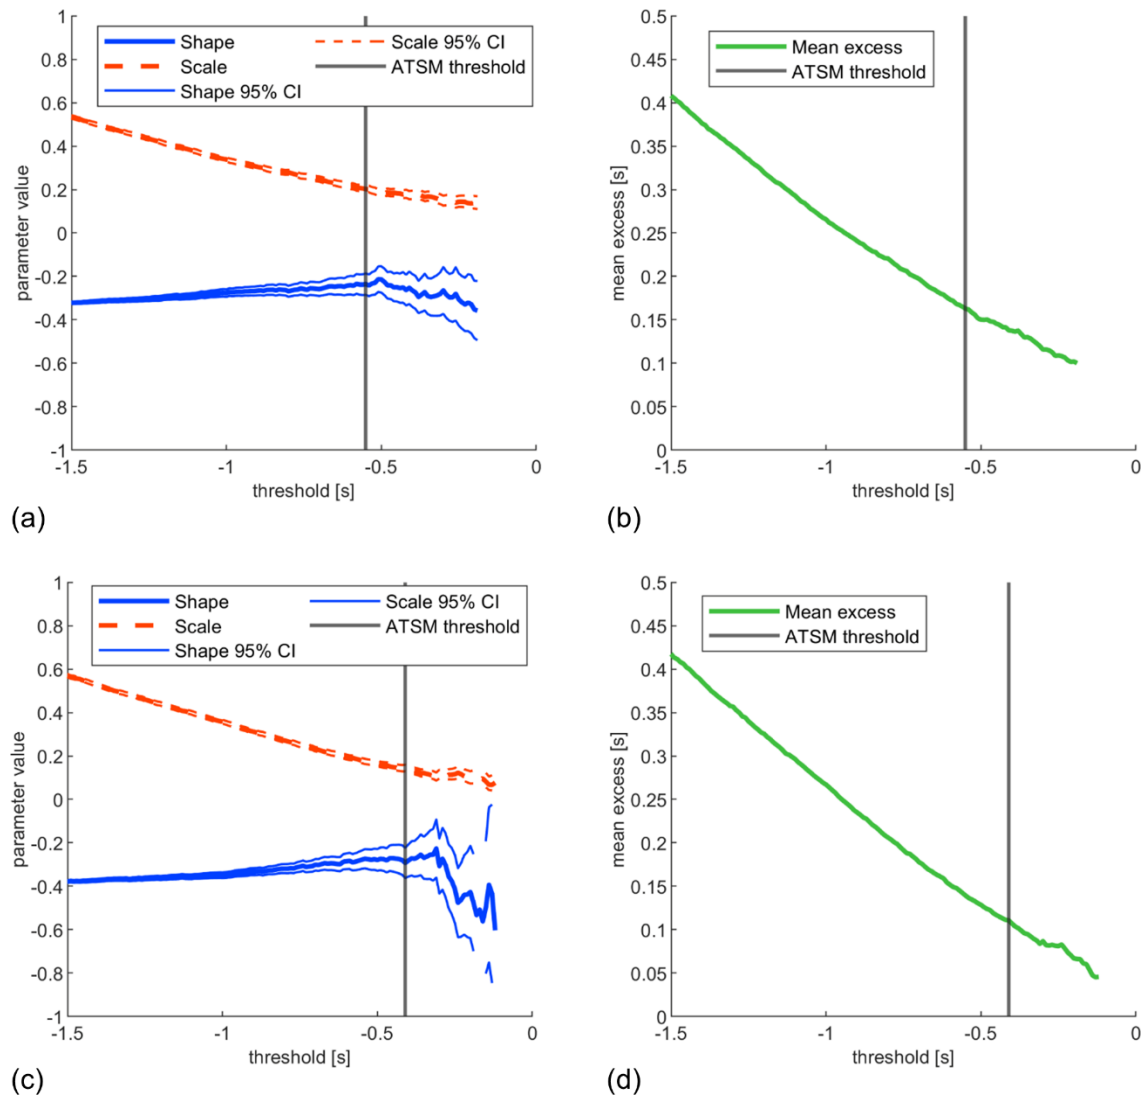 1
0.8
0.6
0.4
0.2
0
-0.2
-0.4
-0.6
-0.8
-1
parameter value
Shape
Scale
Shape 95% CI
Scale 95% CI
ATSM threshold
-1.5 -1 -0.5 0
threshold [s]
(a)
0.5
0.45
0.4
0.35
0.3
0.25
0.2
0.15
0.1
0.05
0
mean excess [s]
Mean excess
ATSM threshold
-1.5 -1 -0.5 0
threshold [s]
(b)
1
0.8
0.6
0.4
0.2
0
-0.2
-0.4
-0.6
-0.8
-1
parameter value
Shape
Scale
Shape 95% CI
Scale 95% CI
ATSM threshold
-1.5 -1 -0.5 0
threshold [s]
(c)
0.5
0.45
0.4
0.35
0.3
0.25
0.2
0.15
0.1
0.05
0
mean excess [s]
Mean excess
ATSM threshold
-1.5 -1 -0.5 0
threshold [s]
(d)